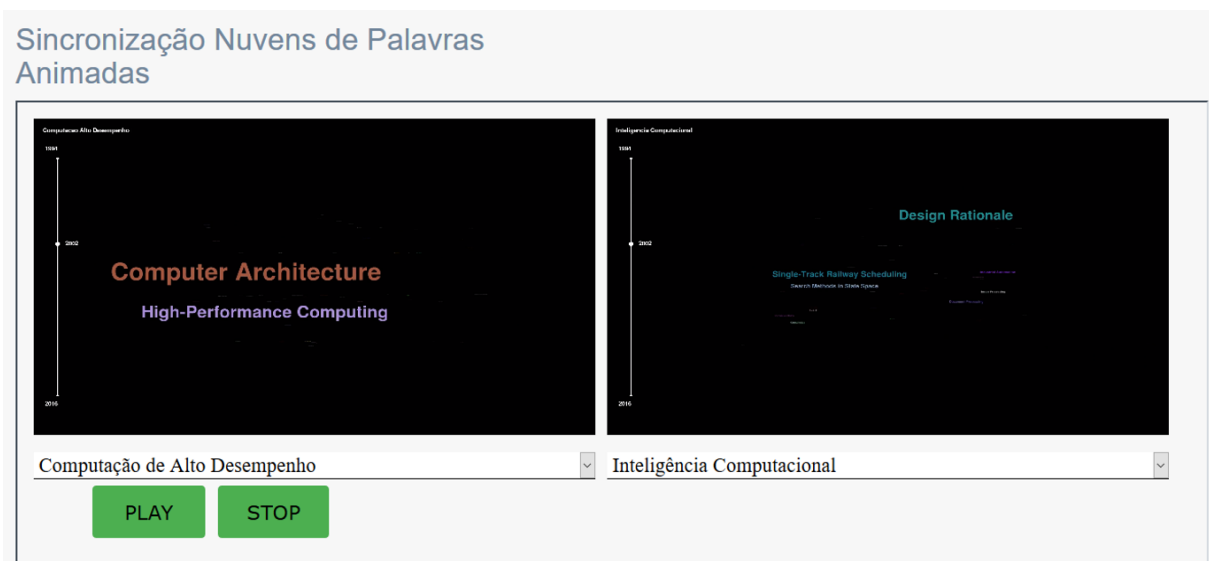 Sincronização Nuvens de Palavras
Animadas
Computacao Alto Desempenho
1994
2002
Computer Architecture
High-Performance Computing
2016
Inteligencia Computacional
1994
Design Rationale
2002
Single-Track Railway Scheduling
Search Methods in State Space
2016
Computação de Alto Desempenho
Inteligência Computacional
PLAY
STOP